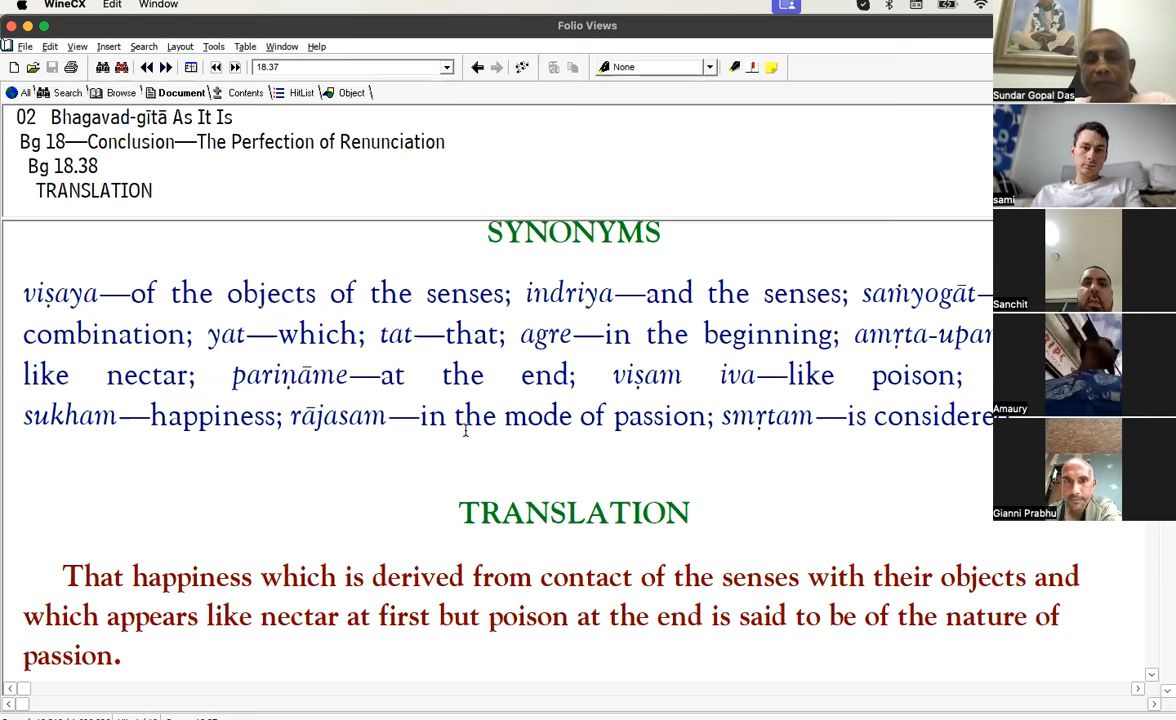 WineCX Edit Window
Folio Views
File Edit View Insert Search Layout Tools Table Window Help
18.37
None
All Search Browse Document Contents HitList Object
02 Bhagavad-gītā As It Is
Bg 18—Conclusion—The Perfection of Renunciation
Bg 18.38
TRANSLATION
SYNONYMS
viṣaya—of the objects of the senses; indriya—and the senses; saṁyogāt—
combination; yat—which; tat—that; agre—in the beginning; amṛta-upam
like nectar; pariṇāme—at the end; viṣam iva—like poison;
sukham—happiness; rājasam—in the mode of passion; smṛtam—is considere
TRANSLATION
That happiness which is derived from contact of the senses with their objects and
which appears like nectar at first but poison at the end is said to be of the nature of
passion.
Sundar Gopal Das
sami
Sanchit
Amaury
Gianni Prabhu